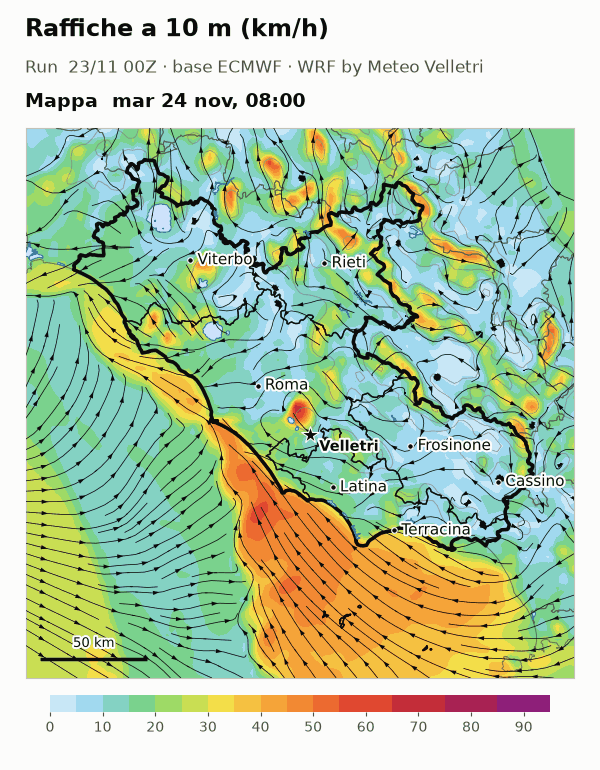 Raffiche a 10 m (km/h)
Run  23/11 00Z · base ECMWF · WRF by Meteo Velletri
Mappa  mar 24 nov, 08:00
Viterbo
Rieti
Roma
Velletri
Frosinone
Cassino
Latina
Terracina
50 km
0 10 20 30 40 50 60 70 80 90